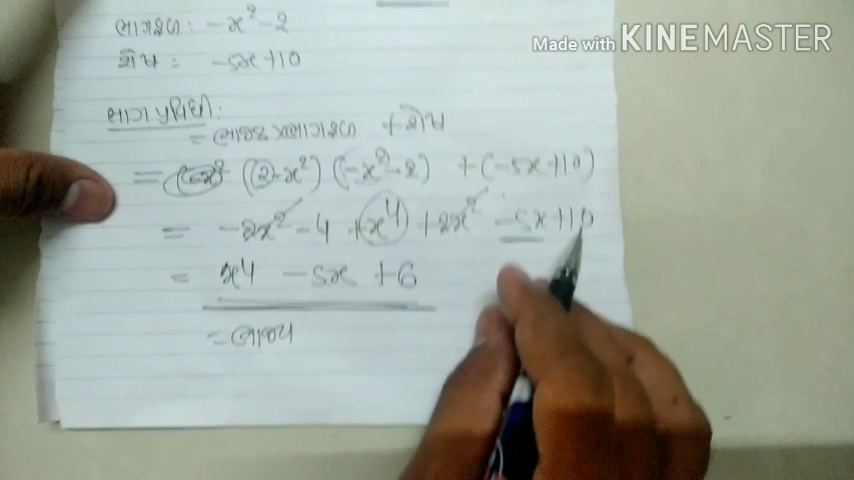 Made with KINEMASTER
ભાગફળ: -x² - 2
શેષ = -5x+10
ભાગ પ્રવિધી:
= ભાજક × ભાગફળ + શેષ
= (2-x²) (-x²-2) + (-5x+10)
= -2x² - 4 + x⁴ + 2x² - 5x + 10
= x⁴ - 5x + 6
= ભાજ્ય